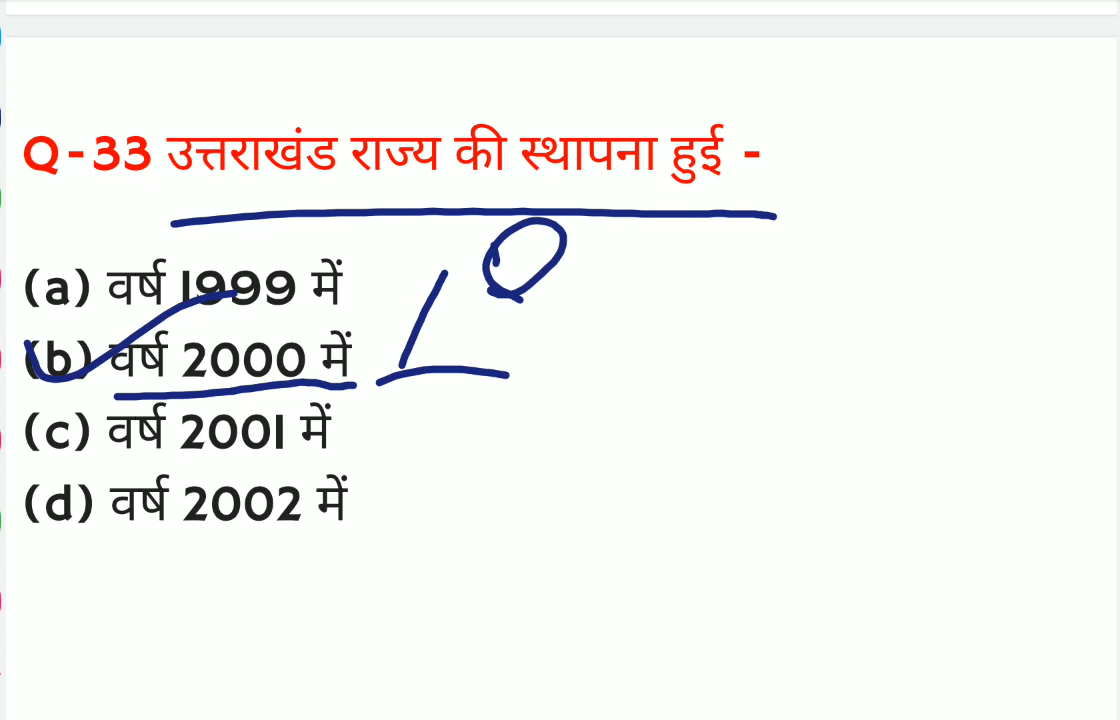 Q-33 उत्तराखंड राज्य की स्थापना हुई -
(a) वर्ष 1999 में
(b) वर्ष 2000 में
(c) वर्ष 2001 में
(d) वर्ष 2002 में